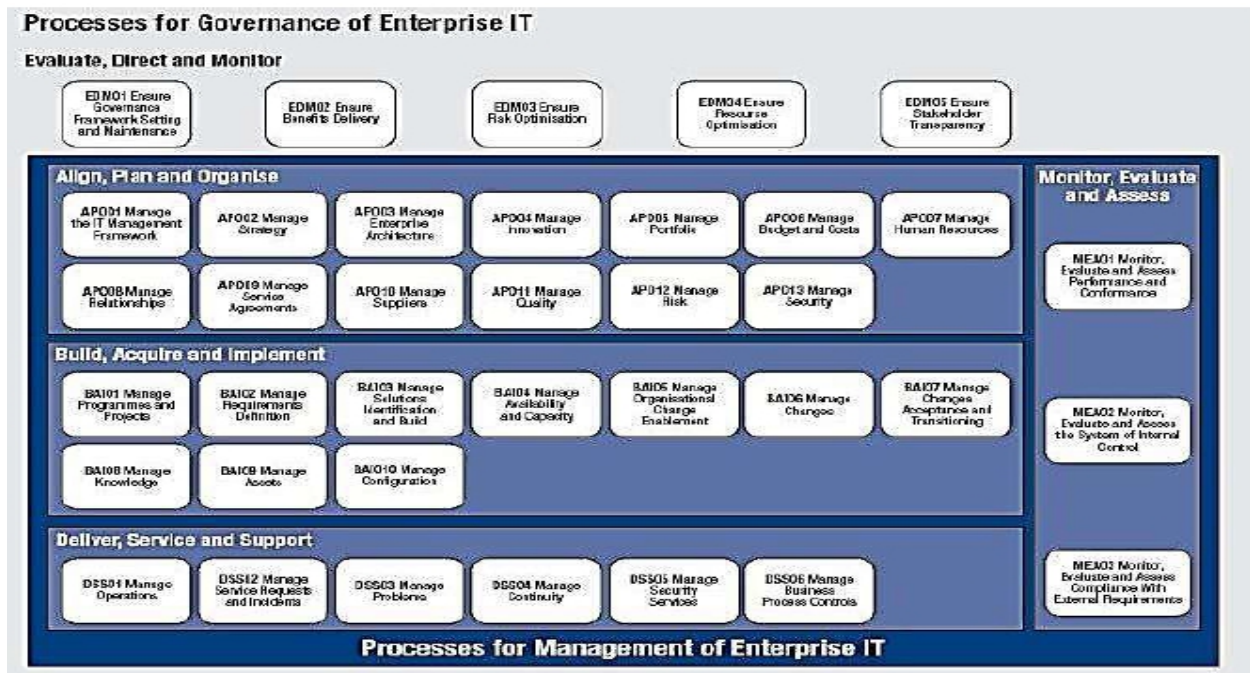 Processes for Governance of Enterprise IT
Evaluate, Direct and Monitor
EDM01 Ensure
Governance
Framework Setting
and Maintenance
EDM02 Ensure
Benefits Delivery
EDM03 Ensure
Risk Optimisation
EDM04 Ensure
Resource
Optimisation
EDM05 Ensure
Stakeholder
Transparency
Align, Plan and Organise
APO01 Manage
the IT Management
Framework
APO02 Manage
Strategy
APO03 Manage
Enterprise
Architecture
APO04 Manage
Innovation
APO05 Manage
Portfolio
APO06 Manage
Budget and Costs
APO07 Manage
Human Resources
APO08 Manage
Relationships
APO09 Manage
Service
Agreements
APO10 Manage
Suppliers
APO11 Manage
Quality
APO12 Manage
Risk
APO13 Manage
Security
Build, Acquire and Implement
BAI01 Manage
Programmes and
Projects
BAI02 Manage
Requirements
Definition
BAI03 Manage
Solutions
Identification
and Build
BAI04 Manage
Availability
and Capacity
BAI05 Manage
Organisational
Change
Enablement
BAI06 Manage
Changes
BAI07 Manage
Changes
Acceptance and
Transitioning
BAI08 Manage
Knowledge
BAI09 Manage
Assets
BAI010 Manage
Configuration
Deliver, Service and Support
DSS01 Manage
Operations
DSS02 Manage
Service Requests
and Incidents
DSS03 Manage
Problems
DSS04 Manage
Continuity
DSS05 Manage
Security
Services
DSS06 Manage
Business
Process Controls
Monitor, Evaluate
and Assess
MEA01 Monitor,
Evaluate and Assess
Performance and
Conformance
MEA02 Monitor,
Evaluate and Assess
the System of Internal
Control
MEA03 Monitor,
Evaluate and Assess
Compliance With
External Requirements
Processes for Management of Enterprise IT